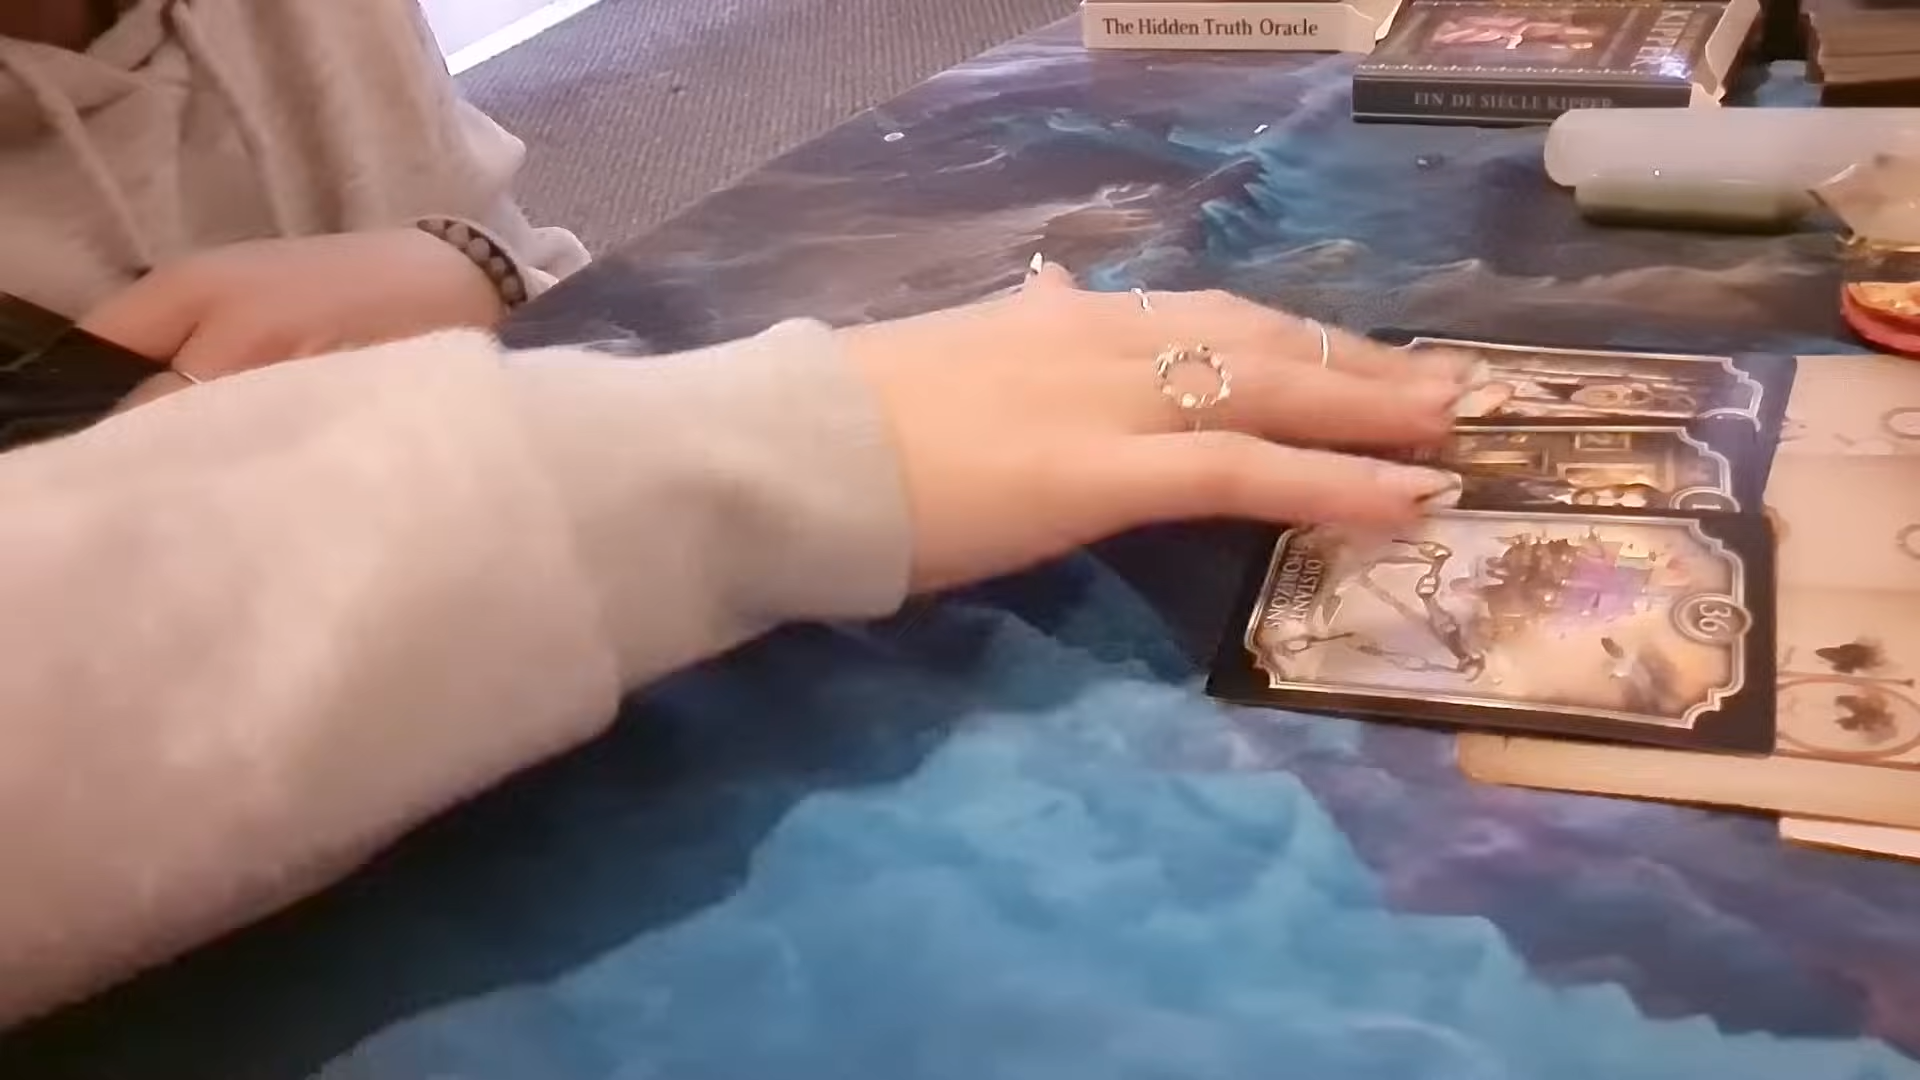 The Hidden Truth Oracle
KIPPER
FIN DE SIÈCLE KIPPER
36
DISTANT
HORIZONS